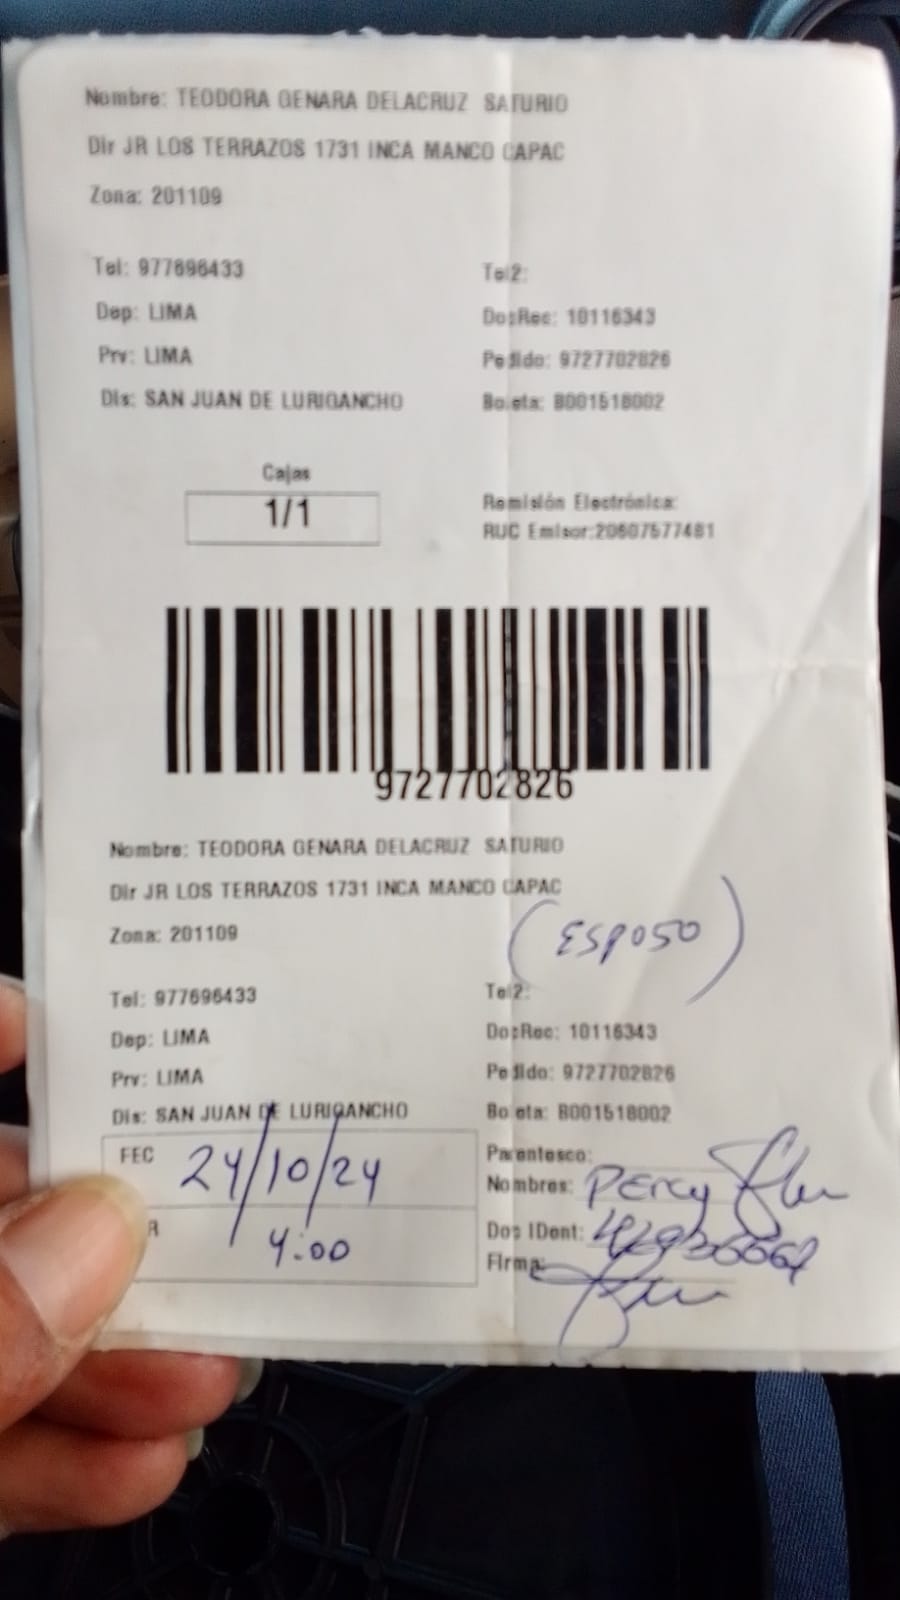 Nombre: TEODORA GENARA DELACRUZ SATURIO
Dir JR LOS TERRAZOS 1731 INCA MANCO CAPAC
Zona: 201109
Tel: 977696433 Tel2:
Dep: LIMA DocRec: 10116343
Prv: LIMA Pedido: 9727702826
Dis: SAN JUAN DE LURIGANCHO Boleta: B001518002
Cajas
1/1
Remisión Electrónica:
RUC Emisor:20607577481
9727702826
Nombre: TEODORA GENARA DELACRUZ SATURIO
Dir JR LOS TERRAZOS 1731 INCA MANCO CAPAC
(ESPOSO)
Zona: 201109
Tel: 977696433 Tel2:
Dep: LIMA DocRec: 10116343
Prv: LIMA Pedido: 9727702826
Dis: SAN JUAN DE LURIGANCHO Boleta: B001518002
FEC 24/10/24 Parentesco:
Nombres: Percy
R 4:00 Doc IDent:
Firma: